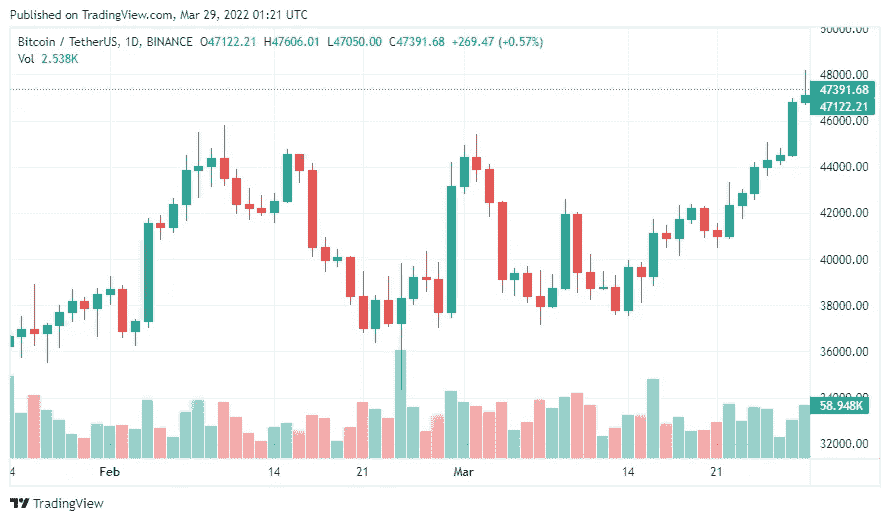 Published on TradingView.com, Mar 29, 2022 01:21 UTC
Bitcoin / TetherUS, 1D, BINANCE O47122.21 H47606.01 L47050.00 C47391.68 +269.47 (+0.57%)
Vol 2.538K
50000.00
48000.00
47391.68
47122.21
46000.00
44000.00
42000.00
40000.00
38000.00
36000.00
58.948K
32000.00
4 Feb 14 21 Mar 14 21
TradingView